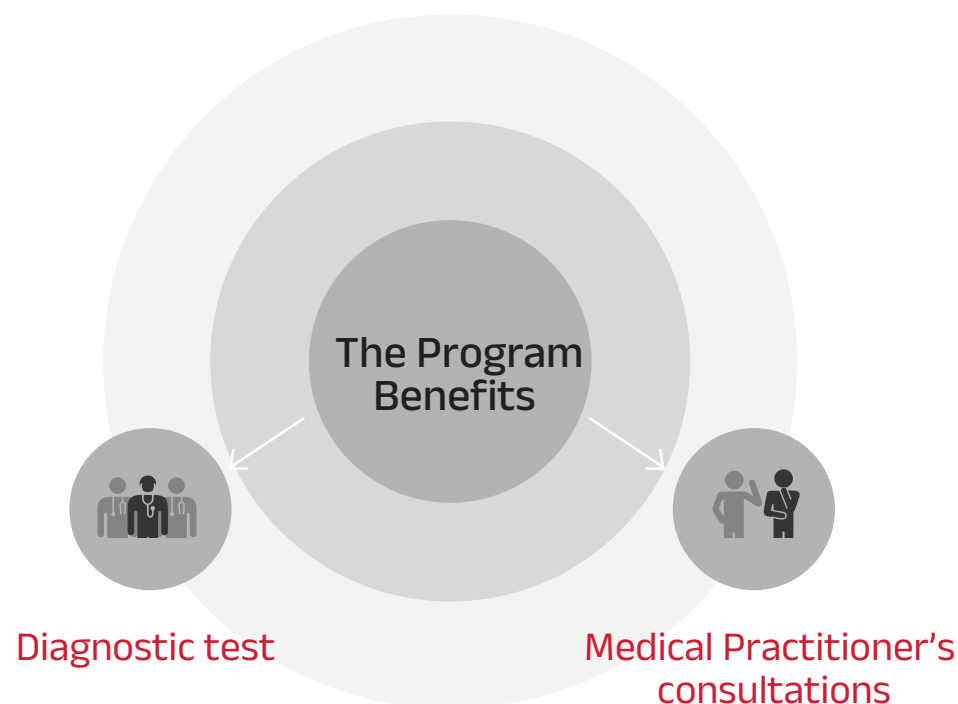 The Program
Benefits
Diagnostic test
Medical Practitioner’s
consultations